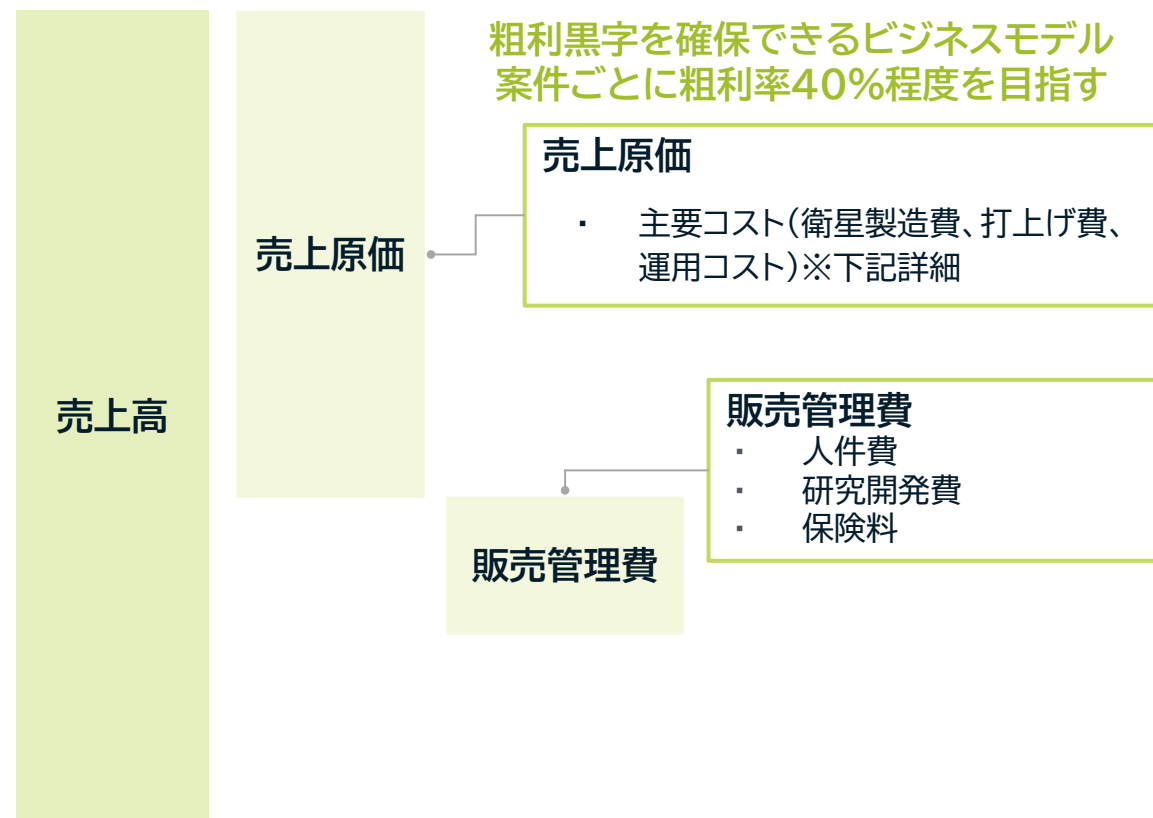 粗利黒字を確保できるビジネスモデル
案件ごとに粗利率40%程度を目指す
売上高
売上原価
売上原価
・ 主要コスト(衛星製造費、打上げ費、
運用コスト)※下記詳細
販売管理費
販売管理費
・ 人件費
・ 研究開発費
・ 保険料